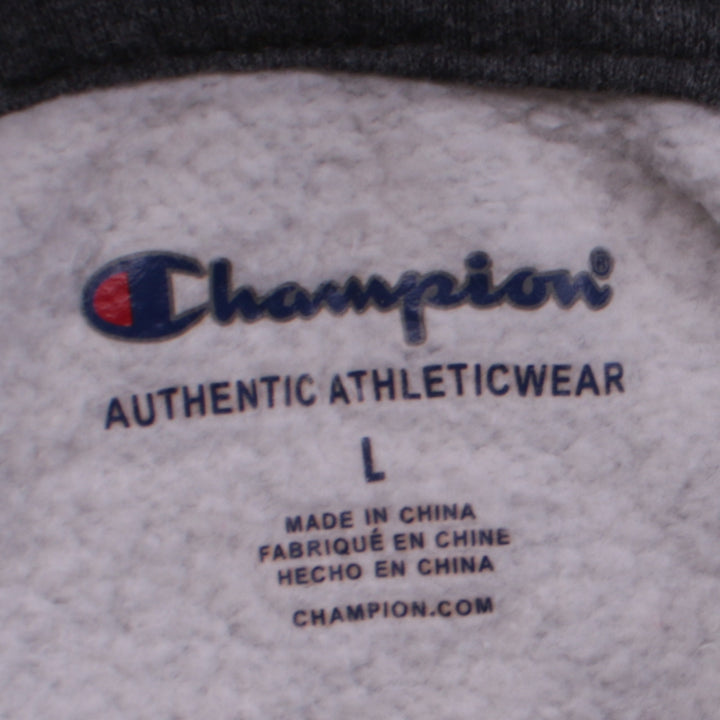 Champion®
AUTHENTIC ATHLETICWEAR
L
MADE IN CHINA
FABRIQUÉ EN CHINE
HECHO EN CHINA
CHAMPION.COM